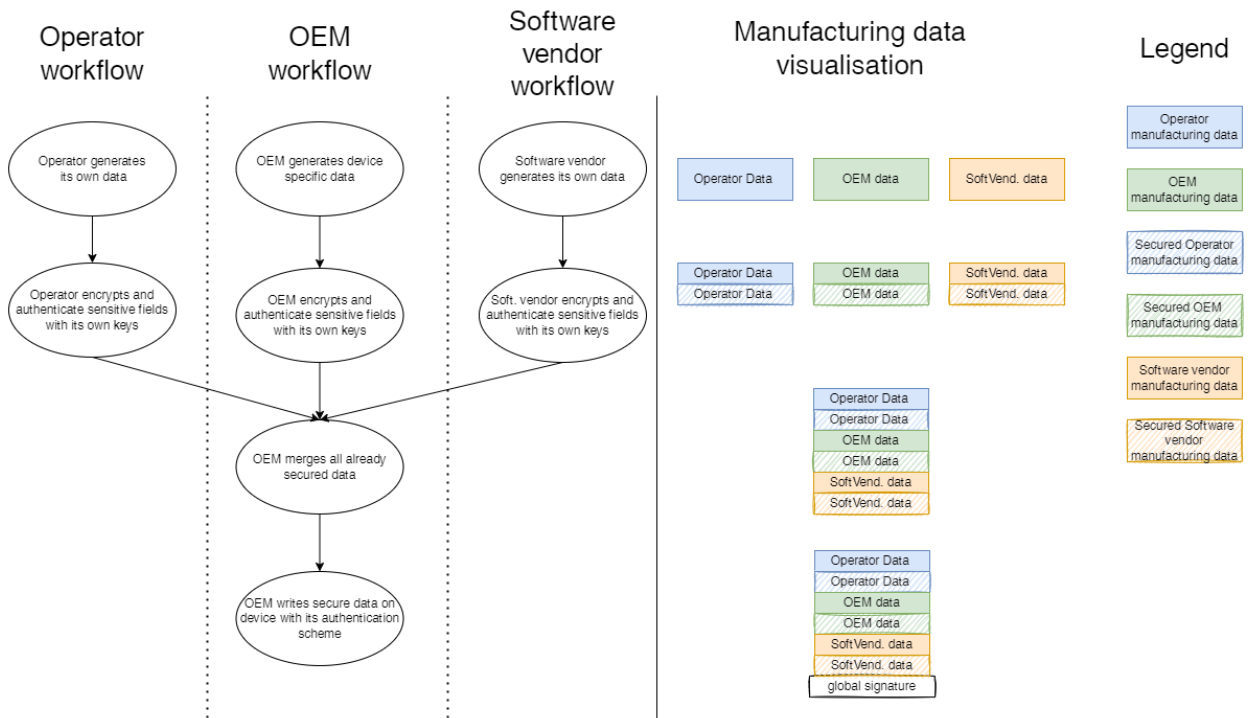 Operator
workflow
OEM
workflow
Software
vendor
workflow
Manufacturing data
visualisation
Legend
Operator generates
its own data
OEM generates device
specific data
Software vendor
generates its own data
Operator Data
OEM data
SoftVend. data
Operator
manufacturing data
OEM
manufacturing data
Secured Operator
manufacturing data
Secured OEM
manufacturing data
Software vendor
manufacturing data
Secured Software
vendor
manufacturing data
Operator encrypts and
authenticate sensitive fields
with its own keys
OEM encrypts and
authenticate sensitive fields
with its own keys
Soft. vendor encrypts and
authenticate sensitive fields
with its own keys
Operator Data
Operator Data
OEM data
OEM data
SoftVend. data
SoftVend. data
OEM merges all already
secured data
Operator Data
Operator Data
OEM data
OEM data
SoftVend. data
SoftVend. data
OEM writes secure data on
device with its authentication
scheme
Operator Data
Operator Data
OEM data
OEM data
SoftVend. data
SoftVend. data
global signature